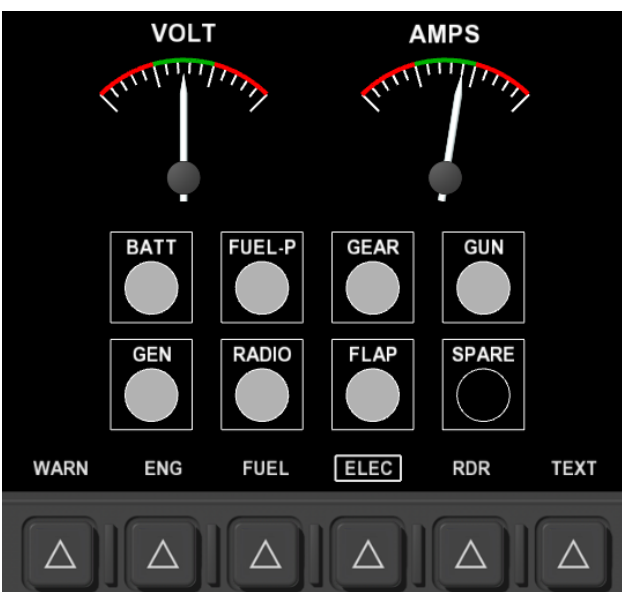 VOLT AMPS
BATT FUEL-P GEAR GUN
GEN RADIO FLAP SPARE
WARN ENG FUEL ELEC RDR TEXT